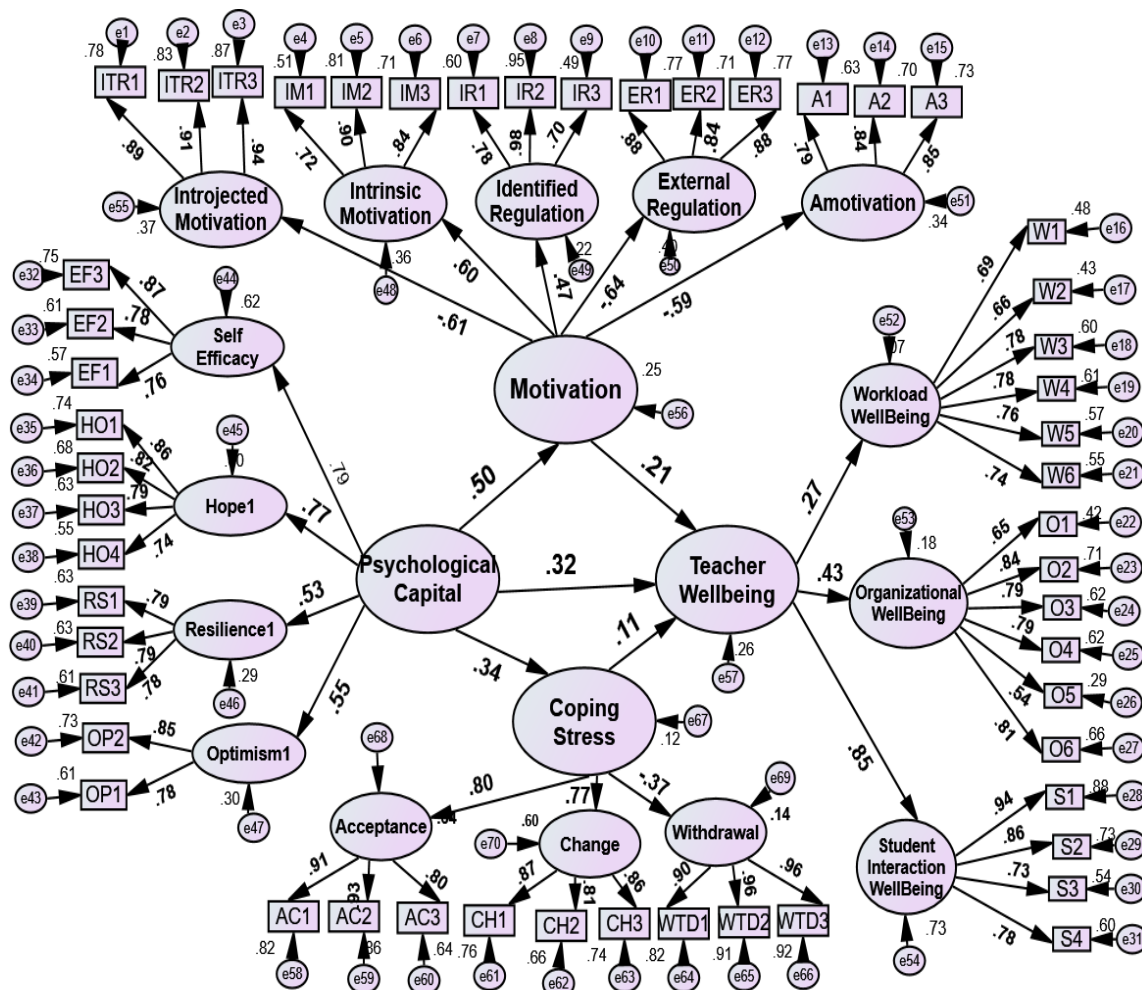 e1 e2 e3 e4 e5 e6 e7 e8 e9 e10 e11 e12 e13 e14 e15
.78 .83 .87 .51 .81 .71 .60 .95 .49 .77 .71 .77 .63 .70 .73
ITR1 ITR2 ITR3 IM1 IM2 IM3 IR1 IR2 IR3 ER1 ER2 ER3 A1 A2 A3
.89 .91 .94 .72 .90 .84 .78 .98 .70 .88 .84 .88 .79 .84 .85
e55 .37
Introjected
Motivation
Intrinsic
Motivation
.36 e48
Identified
Regulation
.22 e49
External
Regulation
e50
Amotivation
e51 .34
-.61 .60 .47 -.64 -.59
Motivation
.25 e56
e32 .75 EF3 .87
e33 .61 EF2 .78
e34 .57 EF1 .76
e44 .62
Self
Efficacy
.79
e35 .74 HO1 .86
e36 .68 HO2 .82
e37 .63 HO3 .79
e38 .55 HO4 .74
e45
Hope1
.77
e39 .63 RS1 .79
e40 .63 RS2 .79
e41 .61 RS3 .78
Resilience1
.29 e46
.53
e42 .73 OP2 .85
e43 .61 OP1 .78
Optimism1
.30 e47
.55
Psychological
Capital
.50
.32
.34
.21
.11
Teacher
Wellbeing
.26 e57
Coping
Stress
e67 .12
.80 .77 -.37
e68
Acceptance
.91 .93 .80
AC1 AC2 AC3
.82 .64
e58 e59 e60
e70 .60
Change
.87 .81 .86
CH1 CH2 CH3
.76 .66 .74
e61 e62 e63
e69 .14
Withdrawal
.90 .96 .96
WTD1 WTD2 WTD3
.82 .91 .92
e64 e65 e66
.27 .43 .85
e52
Workload
WellBeing
.69 W1 .48 e16
.66 W2 .43 e17
.78 W3 .60 e18
.78 W4 .61 e19
.76 W5 .57 e20
.74 W6 .55 e21
e53 .18
Organizational
WellBeing
.65 O1 .42 e22
.84 O2 .71 e23
.79 O3 .62 e24
.79 O4 .62 e25
.54 O5 .29 e26
.81 O6 .66 e27
Student
Interaction
WellBeing
.73 e54
.94 S1 .88 e28
.86 S2 .73 e29
.73 S3 .54 e30
.78 S4 .60 e31